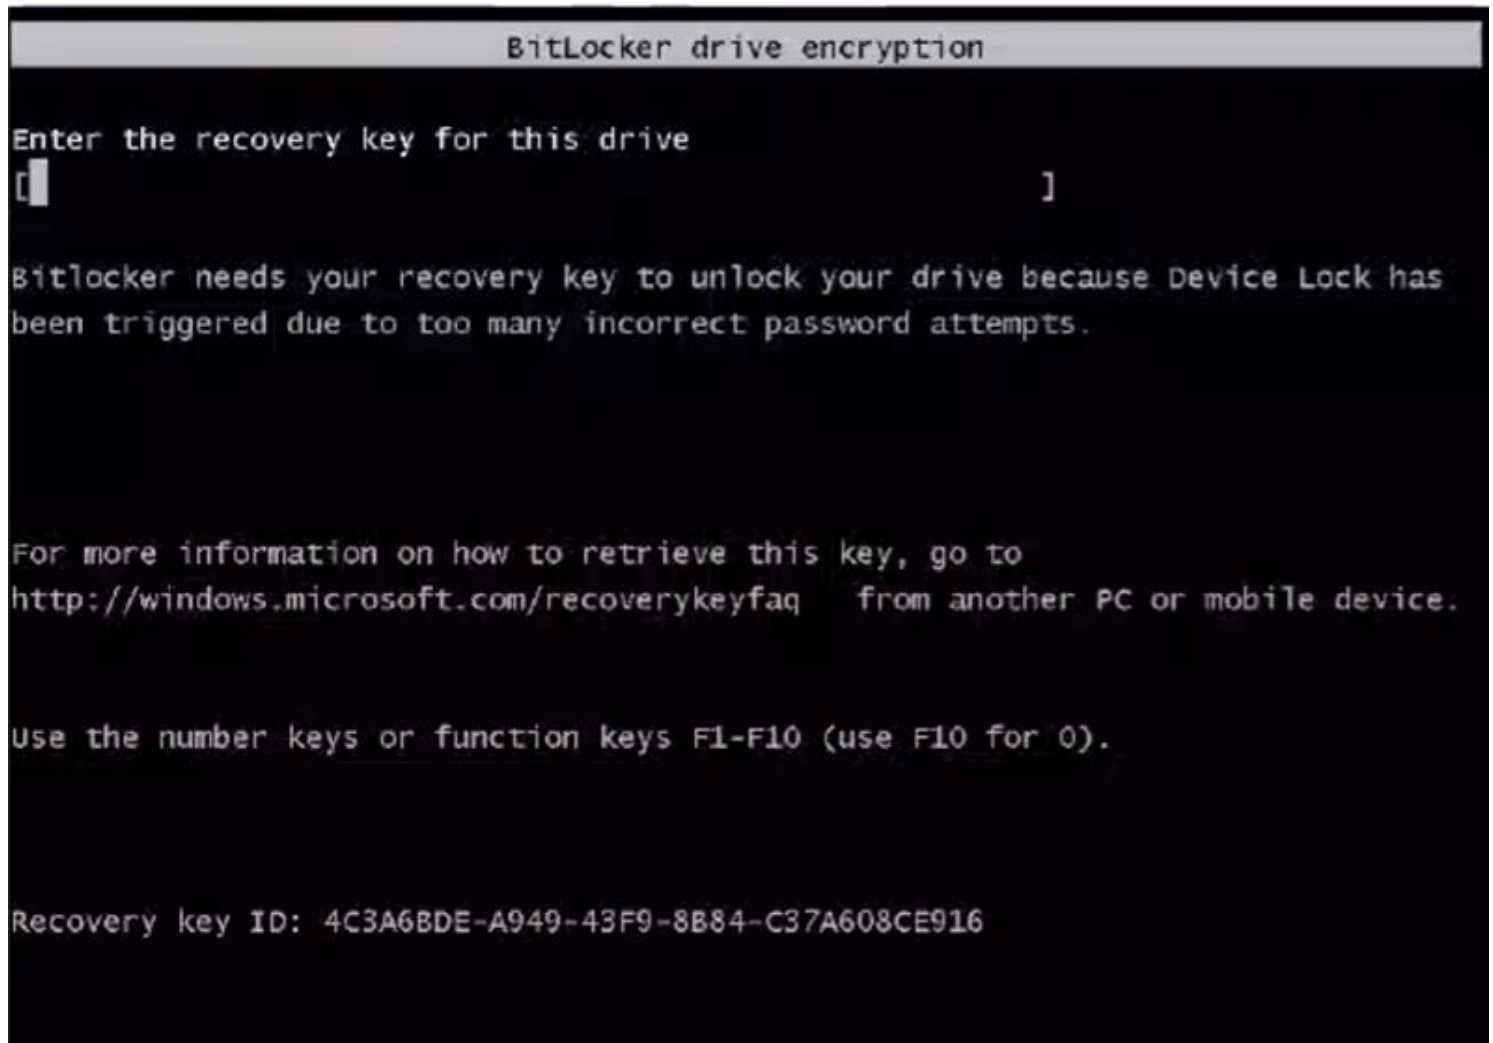 BitLocker drive encryption
Enter the recovery key for this drive
[ ]
Bitlocker needs your recovery key to unlock your drive because Device Lock has
been triggered due to too many incorrect password attempts.
For more information on how to retrieve this key, go to
http://windows.microsoft.com/recoverykeyfaq from another PC or mobile device.
Use the number keys or function keys F1-F10 (use F10 for 0).
Recovery key ID: 4C3A6BDE-A949-43F9-8B84-C37A608CE916